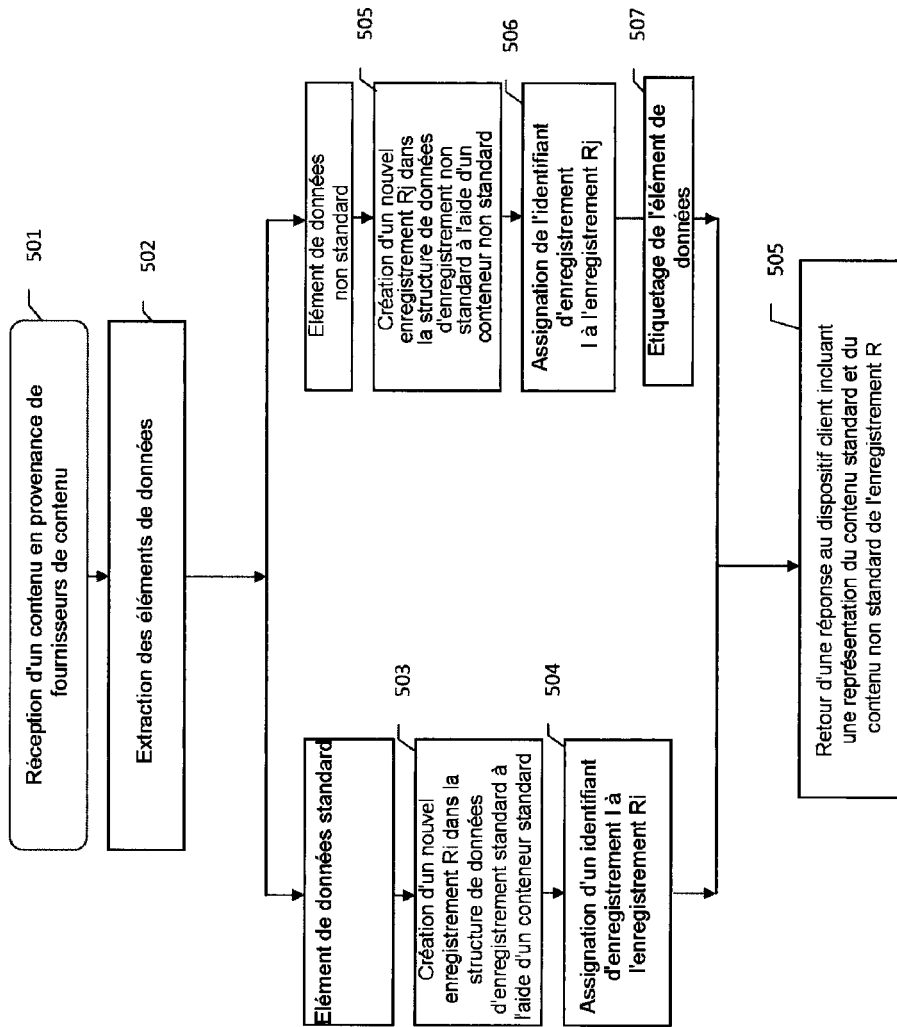 Réception d'un contenu en provenance de
fournisseurs de contenu
501
Extraction des éléments de données
502
Elément de données standard
503
Création d'un nouvel
enregistrement Ri dans la
structure de données
d'enregistrement standard à
l'aide d'un conteneur standard
504
Assignation d'un identifiant
d'enregistrement I à
l'enregistrement Ri
Elément de données
non standard
505
Création d'un nouvel
enregistrement Rj dans
la structure de données
d'enregistrement non
standard à l'aide d'un
conteneur non standard
506
Assignation de l'identifiant
d'enregistrement
I à l'enregistrement Rj
507
Etiquetage de l'élément de
données
505
Retour d'une réponse au dispositif client incluant
une représentation du contenu standard et du
contenu non standard de l'enregistrement R